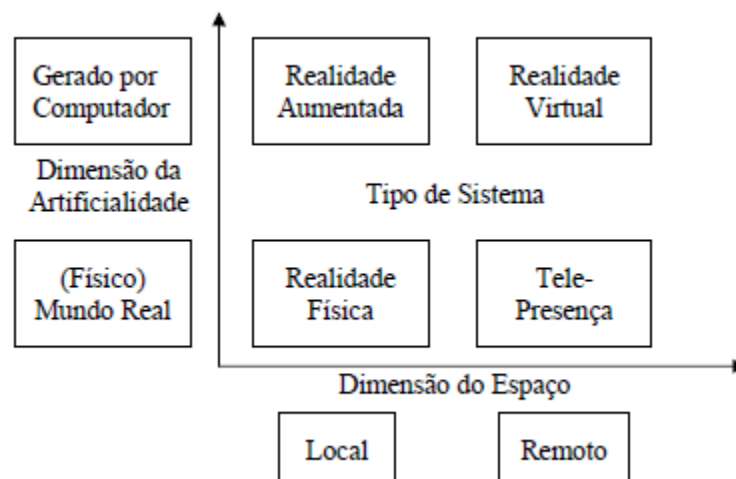 Gerado por
Computador
Realidade
Aumentada
Realidade
Virtual
Dimensão da
Artificialidade
Tipo de Sistema
(Físico)
Mundo Real
Realidade
Física
Tele-
Presença
Dimensão do Espaço
Local
Remoto